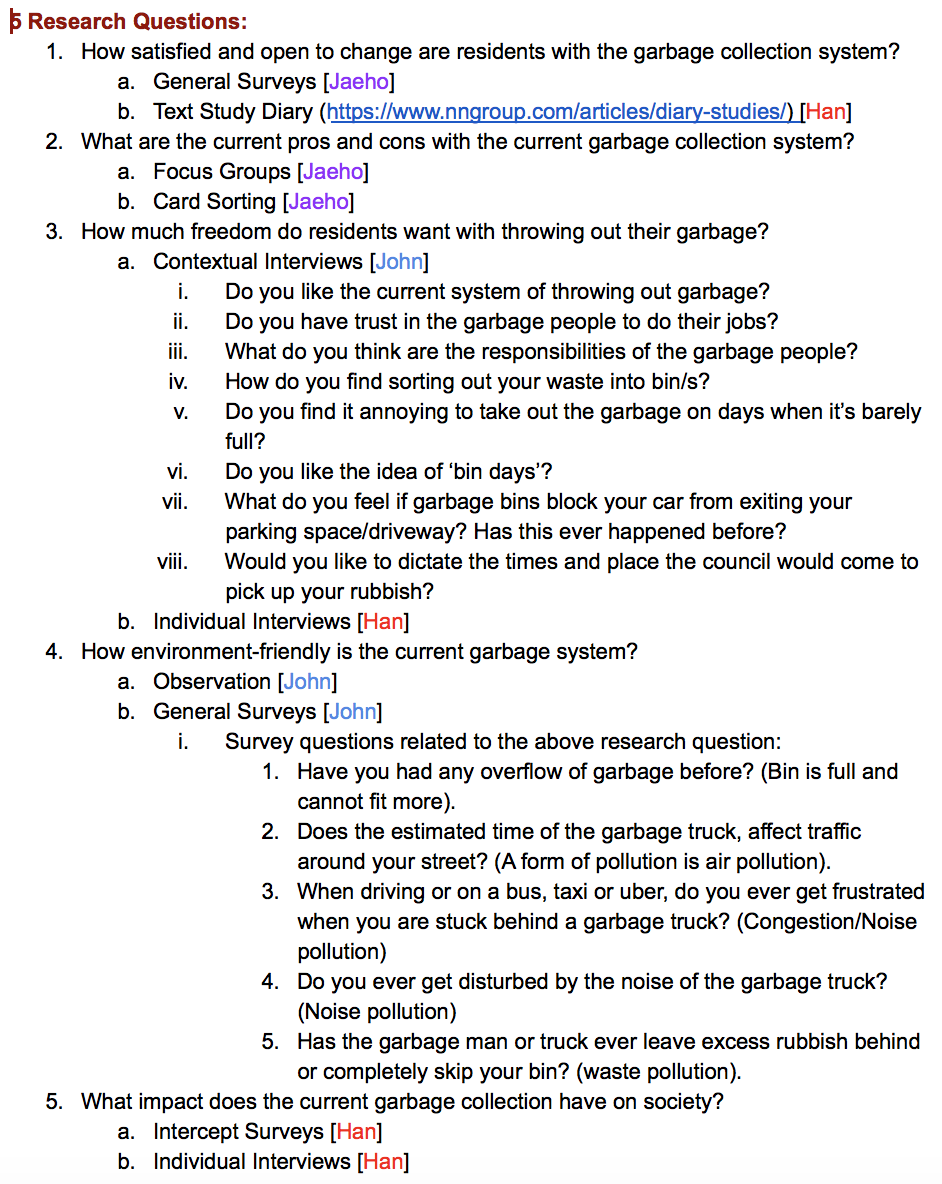 5 Research Questions:
1. How satisfied and open to change are residents with the garbage collection system?
a. General Surveys [Jaeho]
b. Text Study Diary (https://www.nngroup.com/articles/diary-studies/) [Han]
2. What are the current pros and cons with the current garbage collection system?
a. Focus Groups [Jaeho]
b. Card Sorting [Jaeho]
3. How much freedom do residents want with throwing out their garbage?
a. Contextual Interviews [John]
i. Do you like the current system of throwing out garbage?
ii. Do you have trust in the garbage people to do their jobs?
iii. What do you think are the responsibilities of the garbage people?
iv. How do you find sorting out your waste into bin/s?
v. Do you find it annoying to take out the garbage on days when it’s barely
full?
vi. Do you like the idea of ‘bin days’?
vii. What do you feel if garbage bins block your car from exiting your
parking space/driveway? Has this ever happened before?
viii. Would you like to dictate the times and place the council would come to
pick up your rubbish?
b. Individual Interviews [Han]
4. How environment-friendly is the current garbage system?
a. Observation [John]
b. General Surveys [John]
i. Survey questions related to the above research question:
1. Have you had any overflow of garbage before? (Bin is full and
cannot fit more).
2. Does the estimated time of the garbage truck, affect traffic
around your street? (A form of pollution is air pollution).
3. When driving or on a bus, taxi or uber, do you ever get frustrated
when you are stuck behind a garbage truck? (Congestion/Noise
pollution)
4. Do you ever get disturbed by the noise of the garbage truck?
(Noise pollution)
5. Has the garbage man or truck ever leave excess rubbish behind
or completely skip your bin? (waste pollution).
5. What impact does the current garbage collection have on society?
a. Intercept Surveys [Han]
b. Individual Interviews [Han]